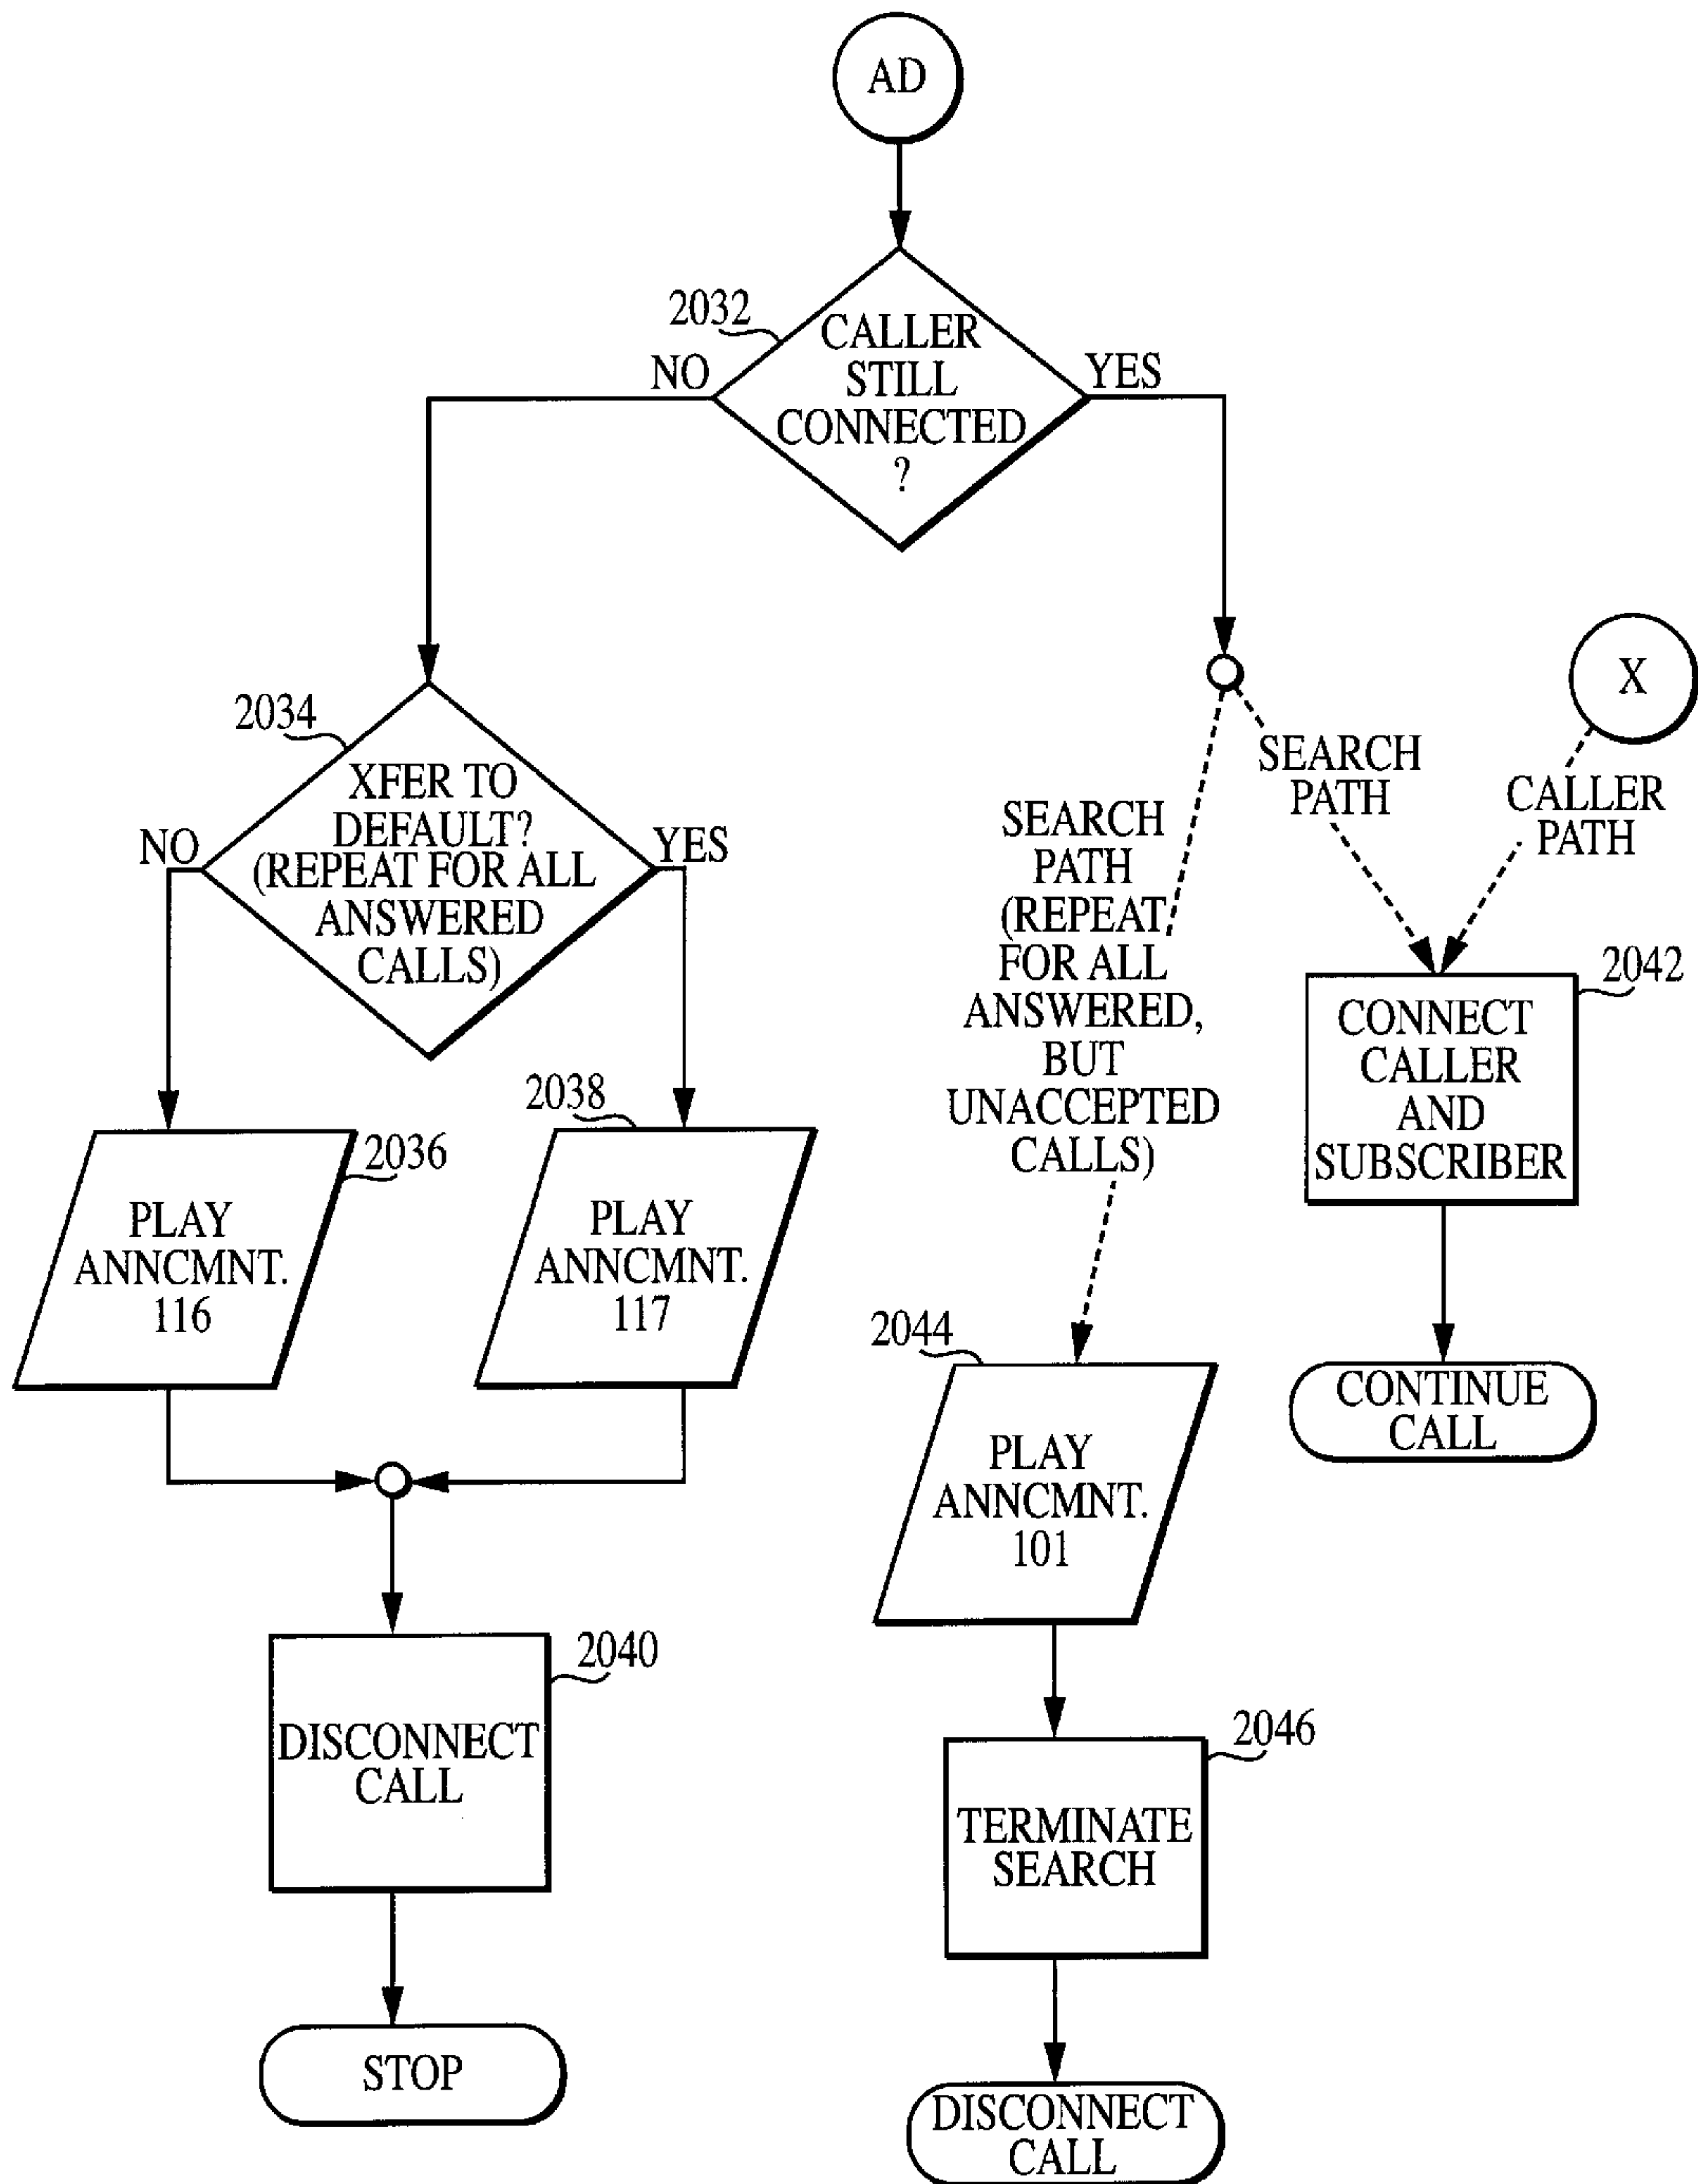 AD
2032
CALLER
STILL
CONNECTED
?
NO
YES
X
2034
XFER TO
DEFAULT?
(REPEAT FOR ALL
ANSWERED
CALLS)
NO
YES
SEARCH
PATH
CALLER
PATH
SEARCH
PATH
(REPEAT
FOR ALL
ANSWERED,
BUT
UNACCEPTED
CALLS)
2042
CONNECT
CALLER
AND
SUBSCRIBER
2036
PLAY
ANNCMNT.
116
2038
PLAY
ANNCMNT.
117
CONTINUE
CALL
2044
PLAY
ANNCMNT.
101
2040
DISCONNECT
CALL
2046
TERMINATE
SEARCH
STOP
DISCONNECT
CALL